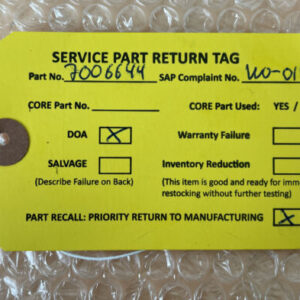 SERVICE PART RETURN TAG
Part No. 7006644 SAP Complaint No.
CORE Part No. CORE Part Used: YES /
DOA X Warranty Failure
SALVAGE Inventory Reduction
(Describe Failure on Back) (This item is good and ready for imm
restocking without further testing)
PART RECALL: PRIORITY RETURN TO MANUFACTURING X